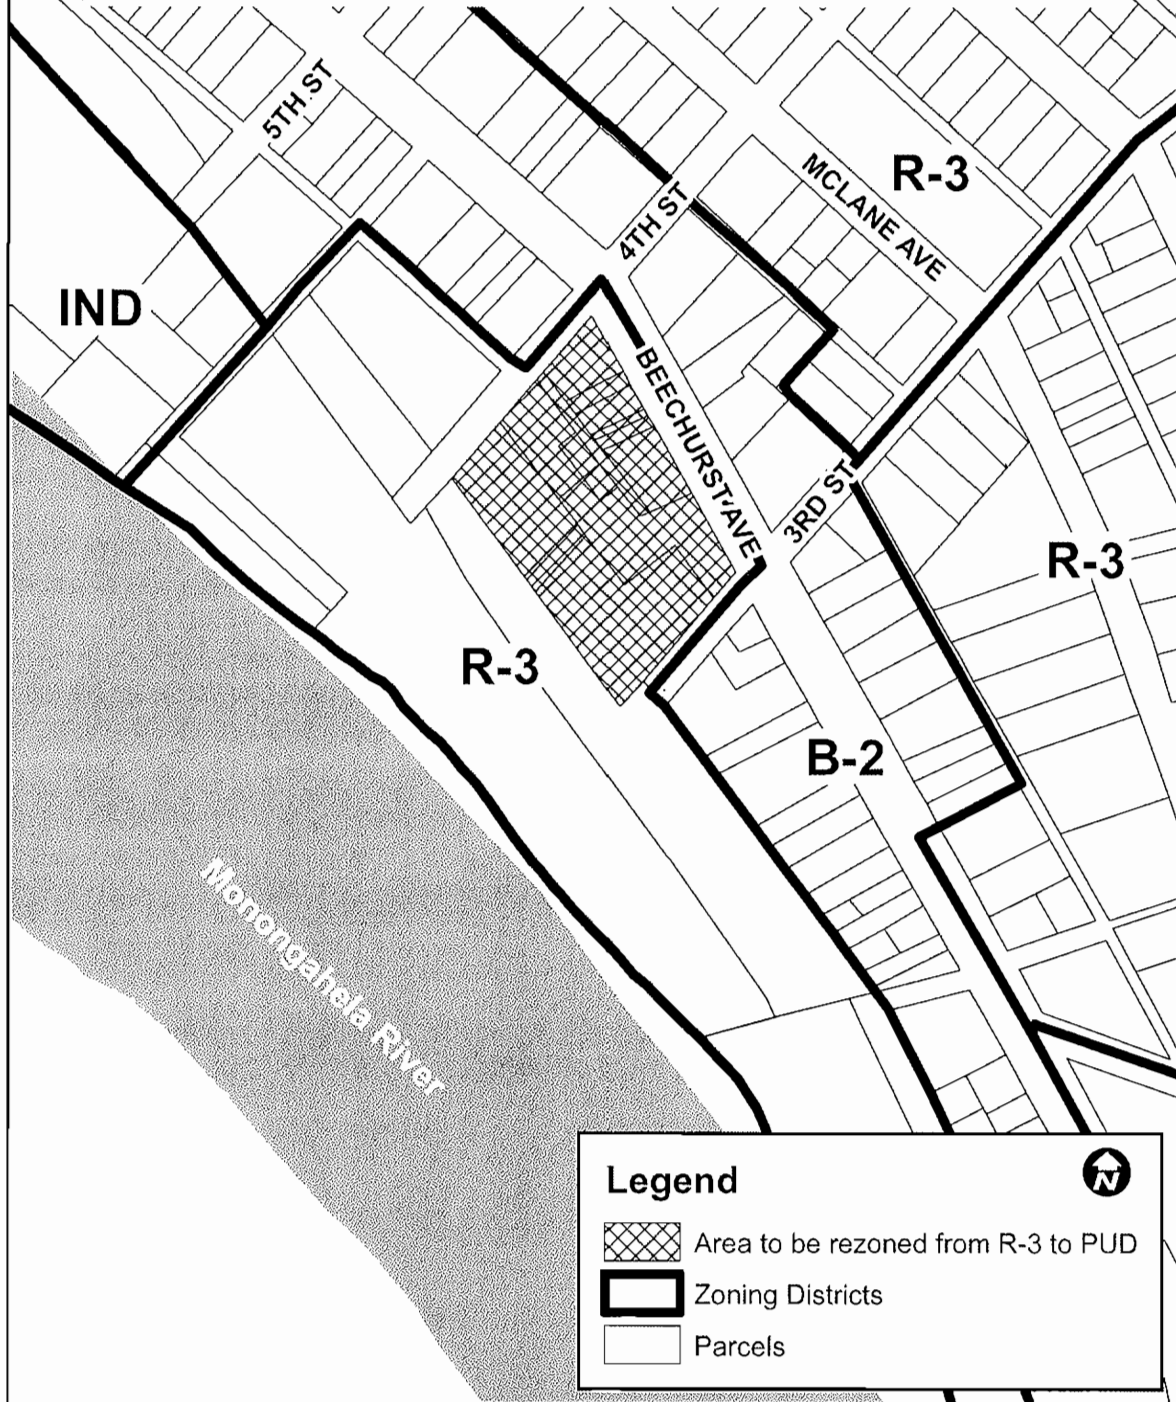 5TH ST
R-3
MCLANE AVE
4TH ST
IND
BEECHURST AVE
3RD ST
R-3
R-3
B-2
Monongahela River
Legend
N
Area to be rezoned from R-3 to PUD
Zoning Districts
Parcels